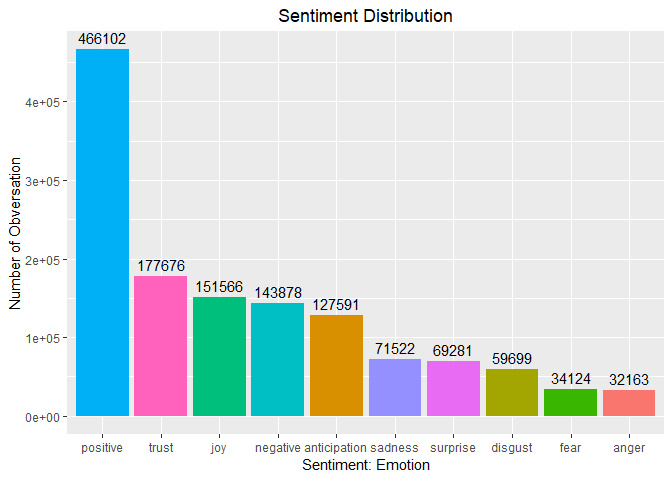 Sentiment Distribution
466102
177676
151566
143878
127591
71522
69281
59699
34124
32163
4e+05
3e+05
2e+05
1e+05
0e+00
Number of Obversation
positive trust joy negative anticipation sadness surprise disgust fear anger
Sentiment: Emotion